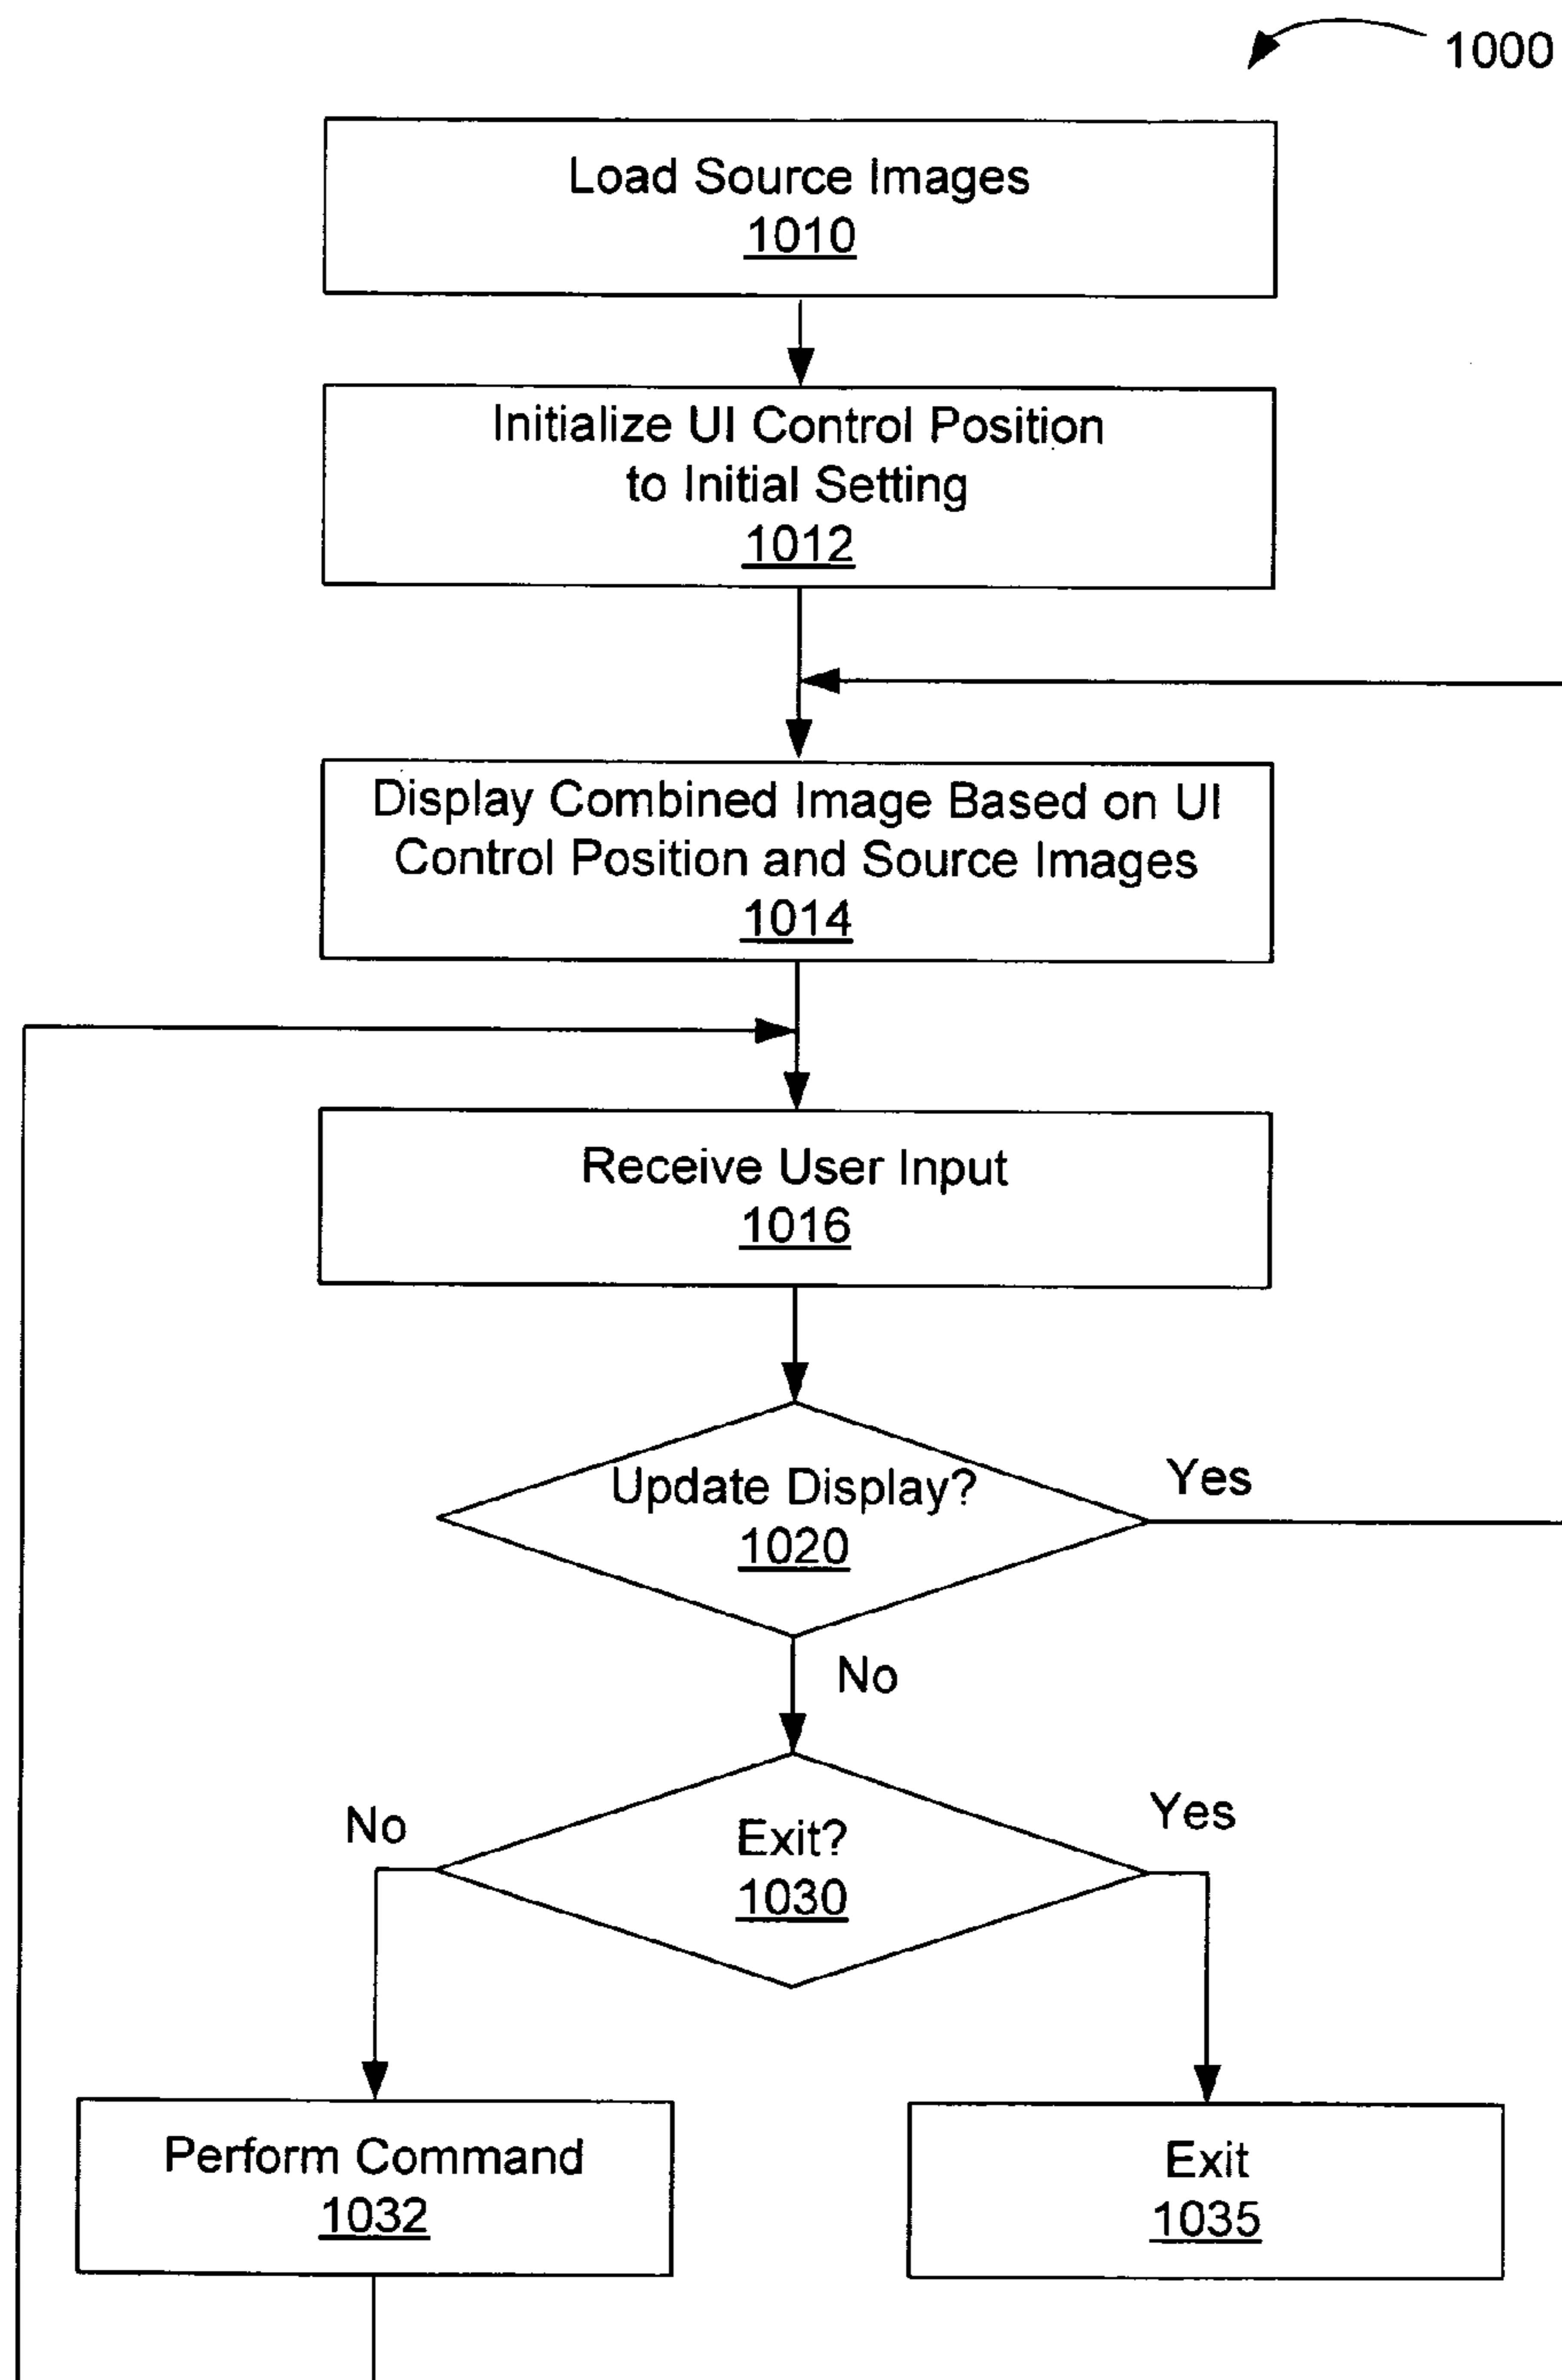 1000
Load Source Images
1010
Initialize UI Control Position
to Initial Setting
1012
Display Combined Image Based on UI
Control Position and Source Images
1014
Receive User Input
1016
Update Display?
1020
Yes
No
No
Exit?
1030
Yes
Perform Command
1032
Exit
1035